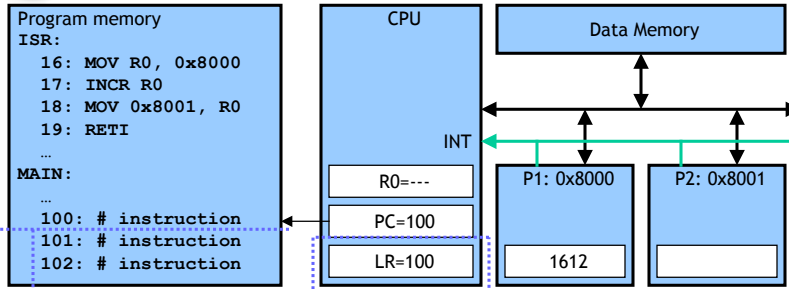 Program memory
ISR:
16: MOV R0, 0x8000
17: INCR R0
18: MOV 0x8001, R0
19: RETI
…
MAIN:
…
100: # instruction
101: # instruction
102: # instruction
CPU
INT
R0=---
PC=100
LR=100
Data Memory
P1: 0x8000
1612
P2: 0x8001